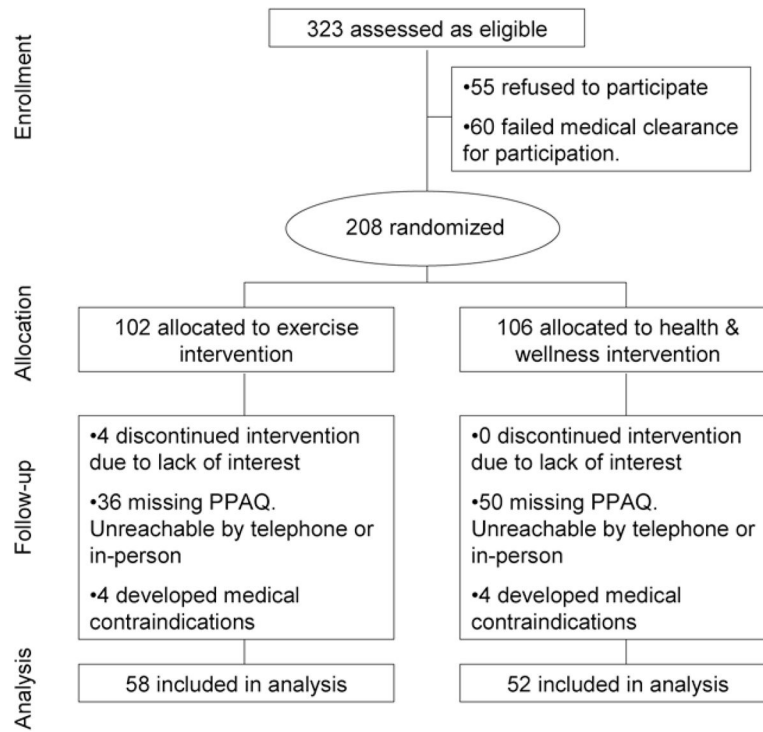 Enrollment
323 assessed as eligible
•55 refused to participate
•60 failed medical clearance
for participation.
208 randomized
Allocation
102 allocated to exercise
intervention
106 allocated to health &
wellness intervention
Follow-up
•4 discontinued intervention
due to lack of interest
•36 missing PPAQ.
Unreachable by telephone or
in-person
•4 developed medical
contraindications
•0 discontinued intervention
due to lack of interest
•50 missing PPAQ.
Unreachable by telephone or
in-person
•4 developed medical
contraindications
Analysis
58 included in analysis
52 included in analysis